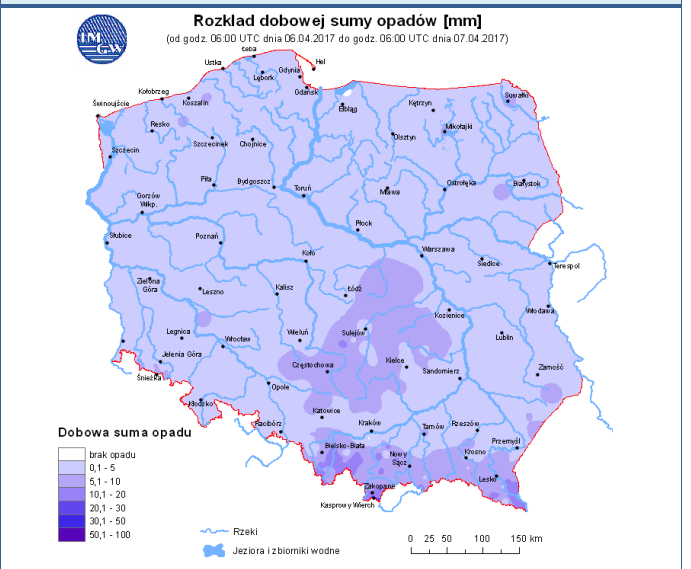 IM
GW
Rozkład dobowej sumy opadów [mm]
(od godz. 06:00 UTC dnia 06.04.2017 do godz. 06:00 UTC dnia 07.04.2017)
Łeba
Ustka
Hel
Lębork
Gdynia
Gdańsk
Kołobrzeg
Koszalin
Świnoujście
Elbląg
Kętrzyn
Suwałki
Resko
Mikołajki
Olsztyn
Szczecinek
Chojnice
Szczecin
Piła
Bydgoszcz
Toruń
Mława
Ostrołęka
Białystok
Gorzów
Wlkp.
Płock
Słubice
Poznań
Warszawa
Koło
Siedlce
Terespol
Zielona
Góra
Leszno
Kalisz
Łódź
Włodawa
Kozienice
Legnica
Wrocław
Wieluń
Sulejów
Lublin
Jelenia Góra
Śnieżka
Częstochowa
Kielce
Sandomierz
Zamość
Opole
Kłodzko
Katowice
Racibórz
Kraków
Tarnów
Rzeszów
Przemyśl
Bielsko-Biała
Nowy
Sącz
Krosno
Lesko
Zakopane
Kasprowy Wierch
Dobowa suma opadu
brak opadu
0,1 - 5
5,1 - 10
10,1 - 20
20,1 - 30
30,1 - 50
50,1 - 100
Rzeki
Jeziora i zbiorniki wodne
0 25 50 100 150 km